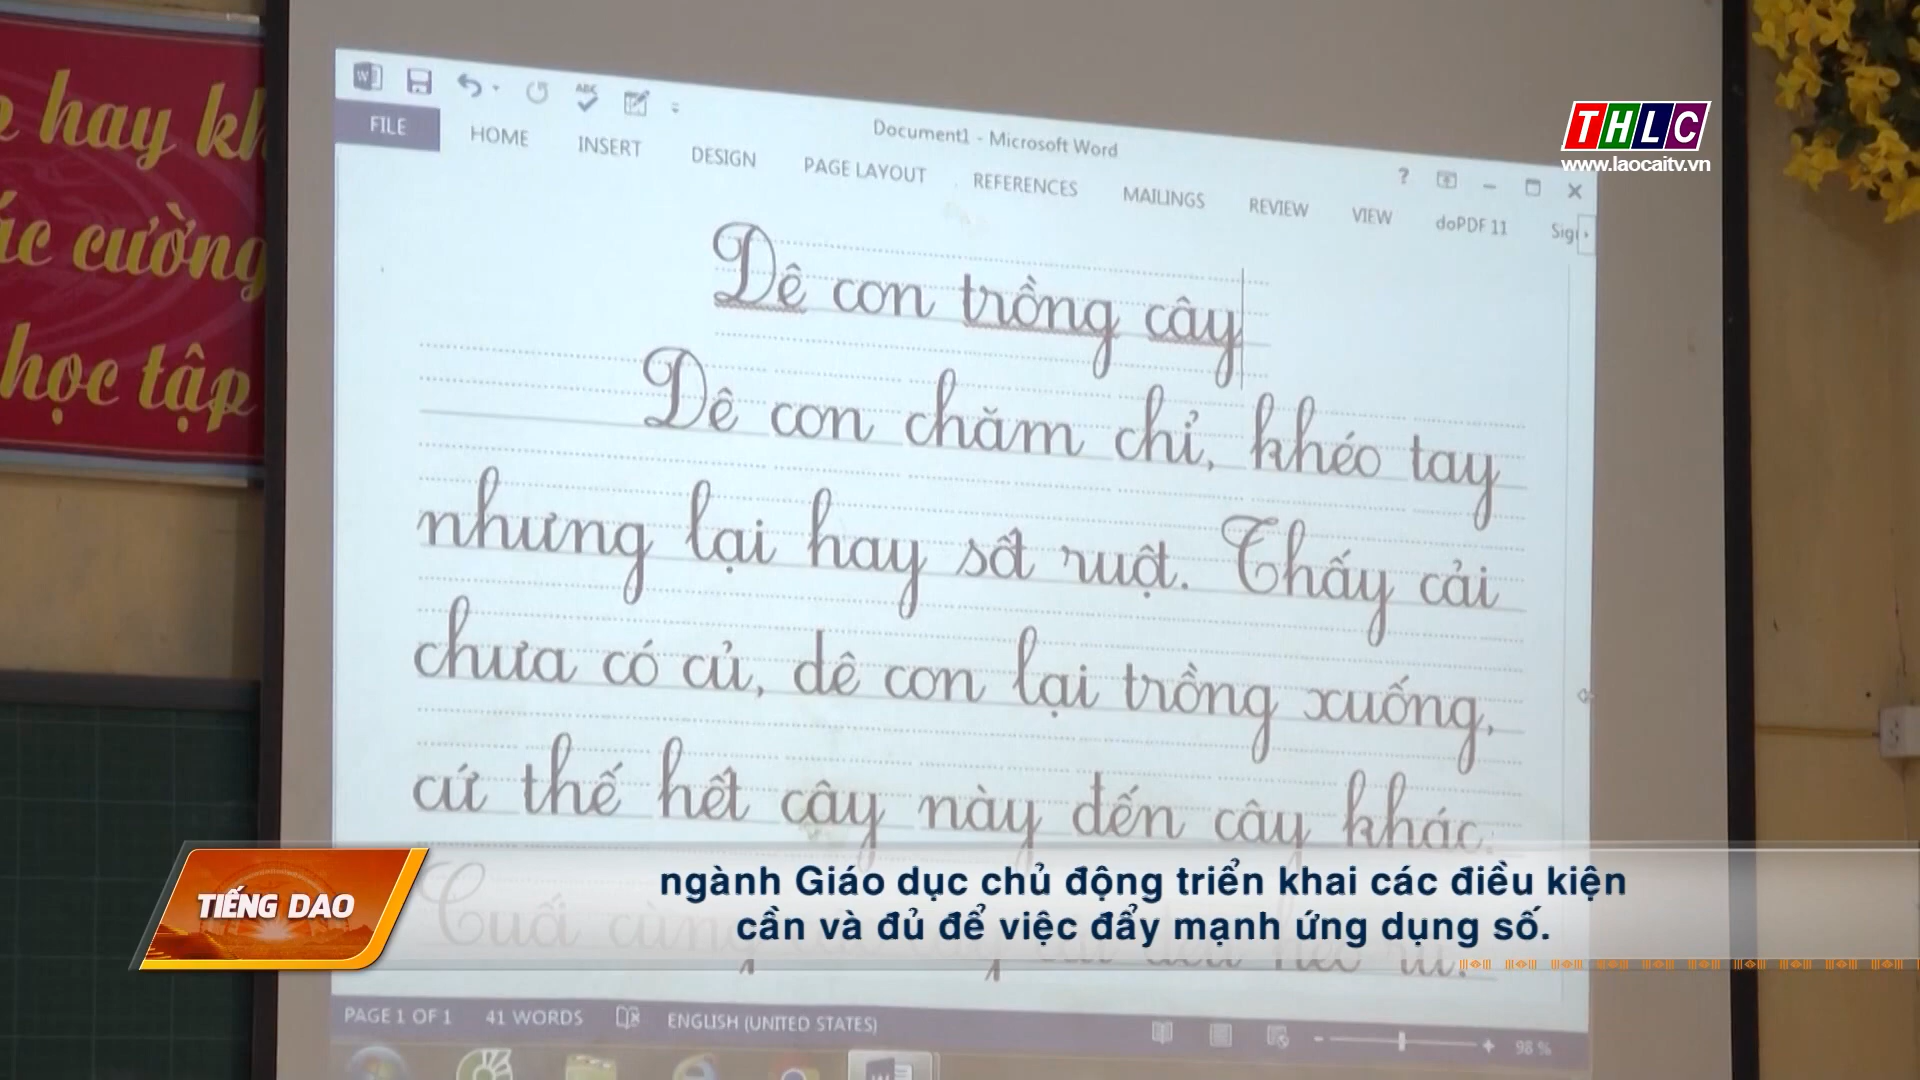 hay
ác cường
học tập
FILE
HOME
INSERT
DESIGN
PAGE LAYOUT
REFERENCES
MAILINGS
REVIEW
VIEW
doPDF 11
Document1 - Microsoft Word
THLC
www.laocaitv.vn
Dê con trồng cây
Dê con chăm chỉ, khéo tay
nhưng lại hay sốt ruột. Thấy cải
chưa có củ, dê con lại trồng xuống,
cứ thế hết cây này đến cây khác.
Cuối cùng
TIẾNG DAO
ngành Giáo dục chủ động triển khai các điều kiện
cần và đủ để việc đẩy mạnh ứng dụng số.
PAGE 1 OF 1 41 WORDS ENGLISH (UNITED STATES) 98 %